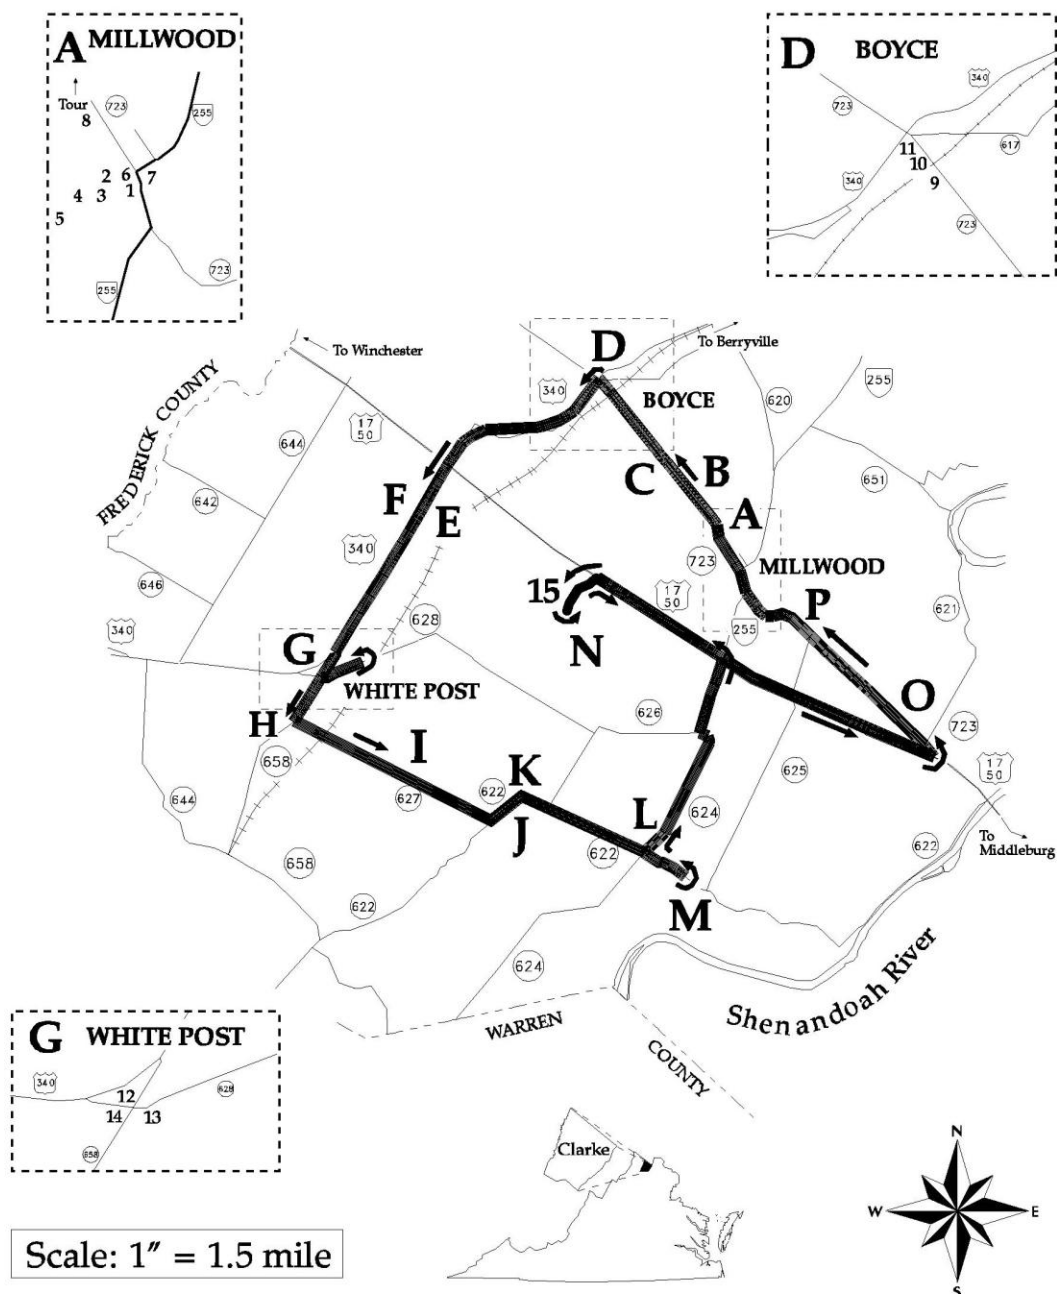 A MILLWOOD
Tour
8
723
255
2
6
7
4
3
1
5
723
255
D BOYCE
340
723
11
617
10
340
9
723
To Winchester
D
To Berryville
FREDERICK COUNTY
340
BOYCE
255
644
17
50
620
C
B
F
651
642
E
A
340
723
MILLWOOD
646
15
17
50
P
340
628
255
621
G
N
WHITE POST
O
H
I
626
723
658
K
625
17
50
644
627
622
L
624
J
To
Middleburg
658
622
622
622
M
624
Shenandoah River
WARREN
COUNTY
G WHITE POST
340
12
628
14
13
658
Clarke
N
W
E
S
Scale: 1″ = 1.5 mile